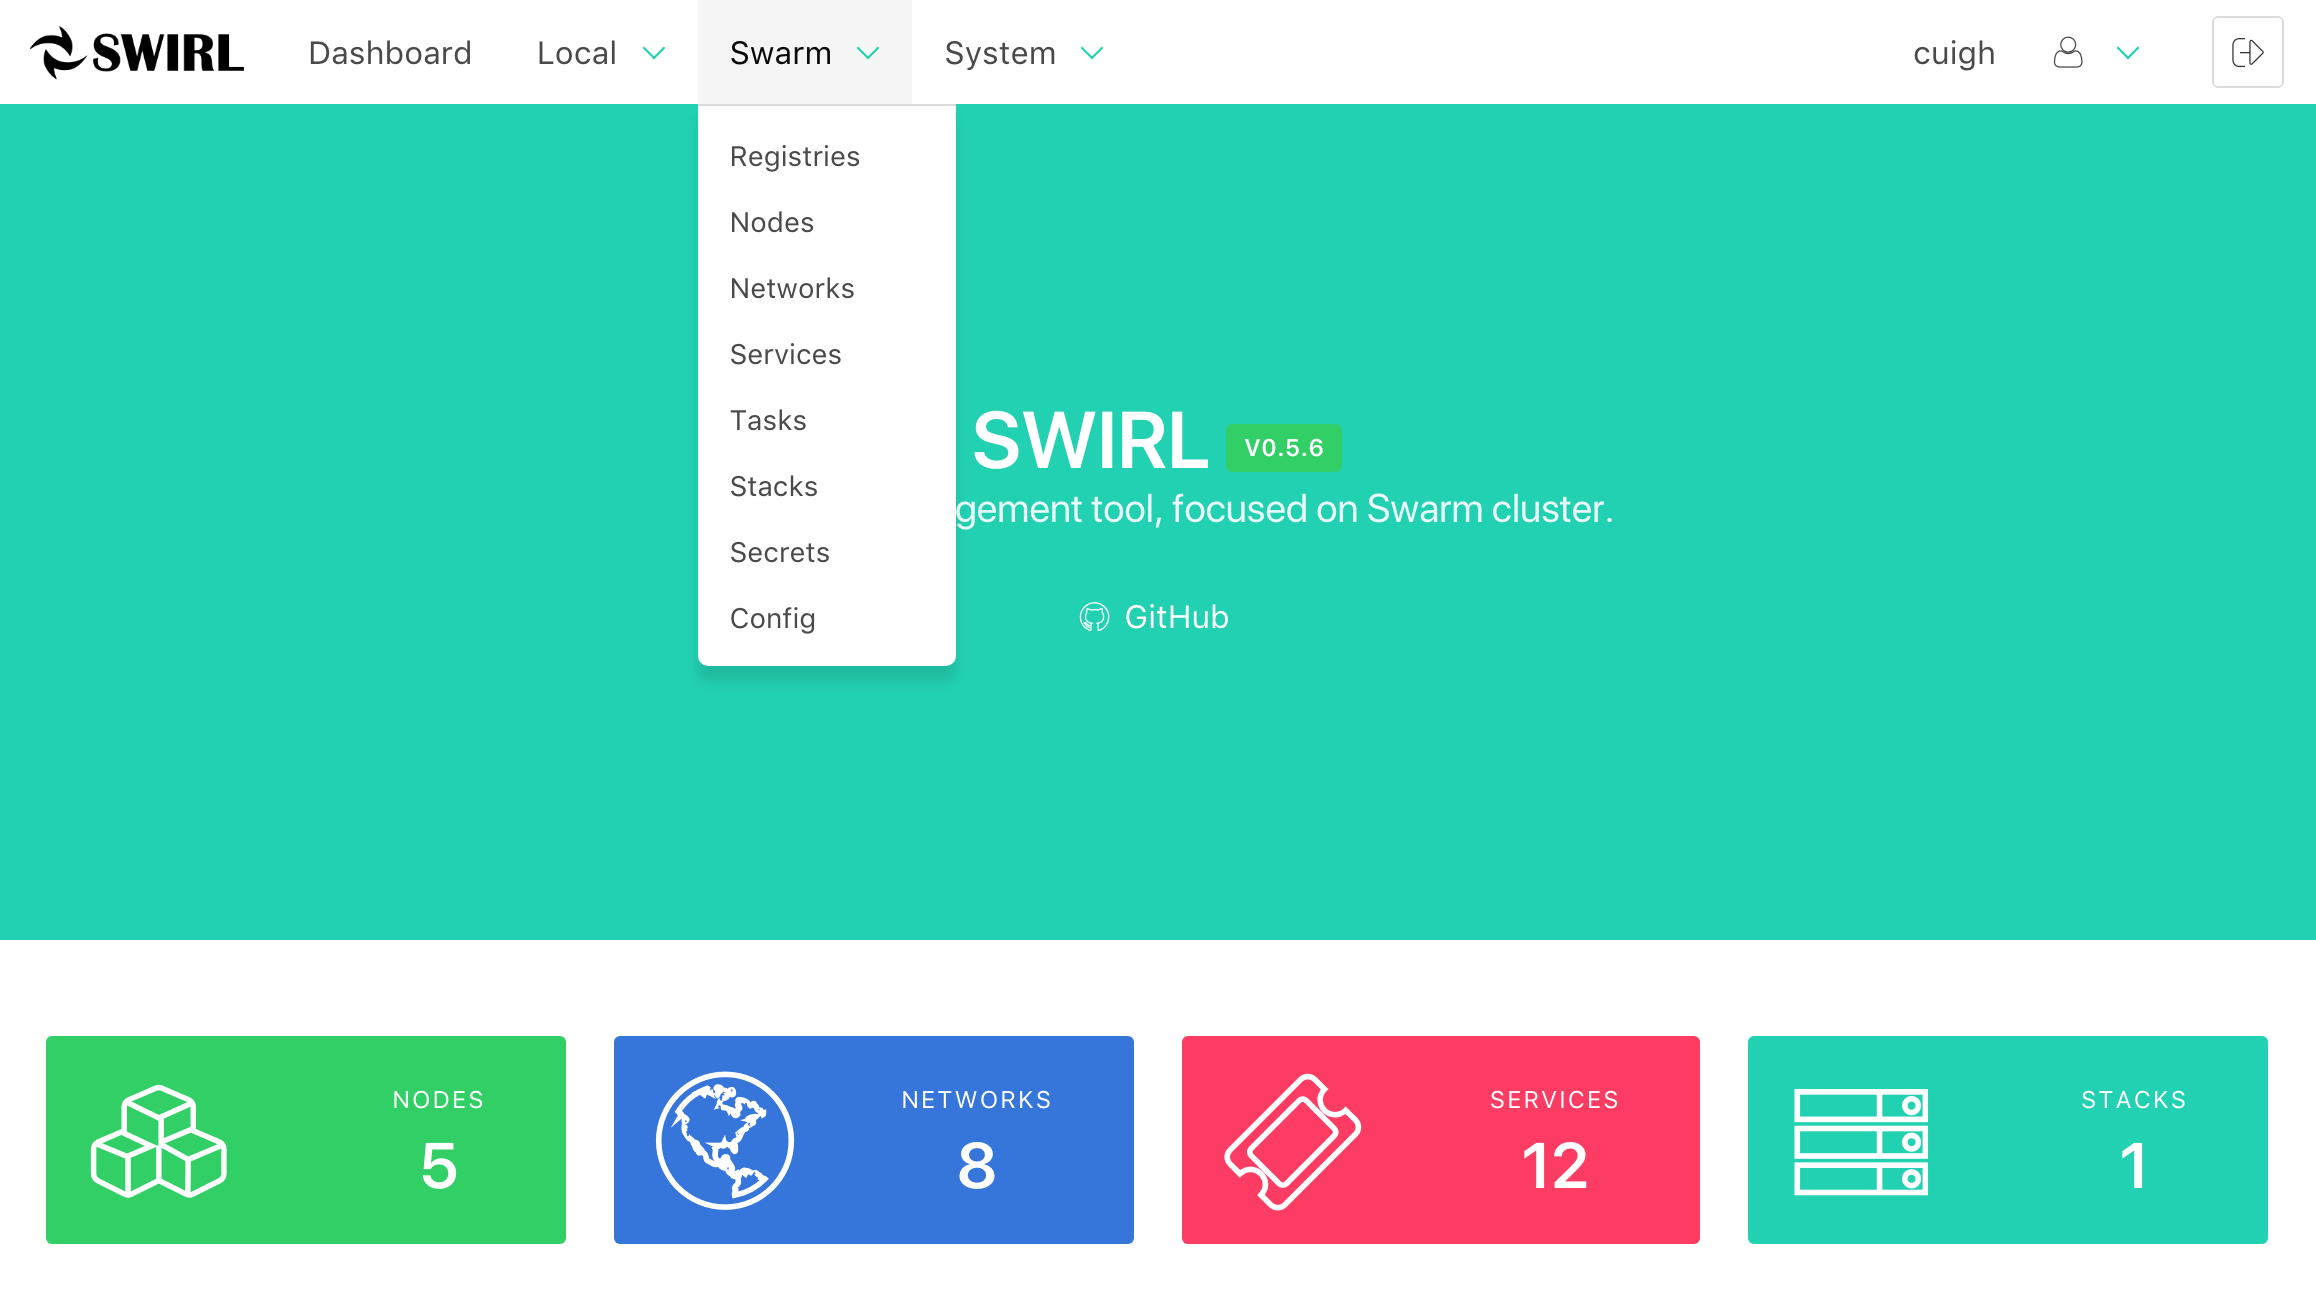 SWIRL Dashboard Local Swarm System cuigh
Registries
Nodes
Networks
Services
Tasks
Stacks
Secrets
Config
SWIRL V0.5.6
tool, focused on Swarm cluster.
GitHub
NODES
5
NETWORKS
8
SERVICES
12
STACKS
1